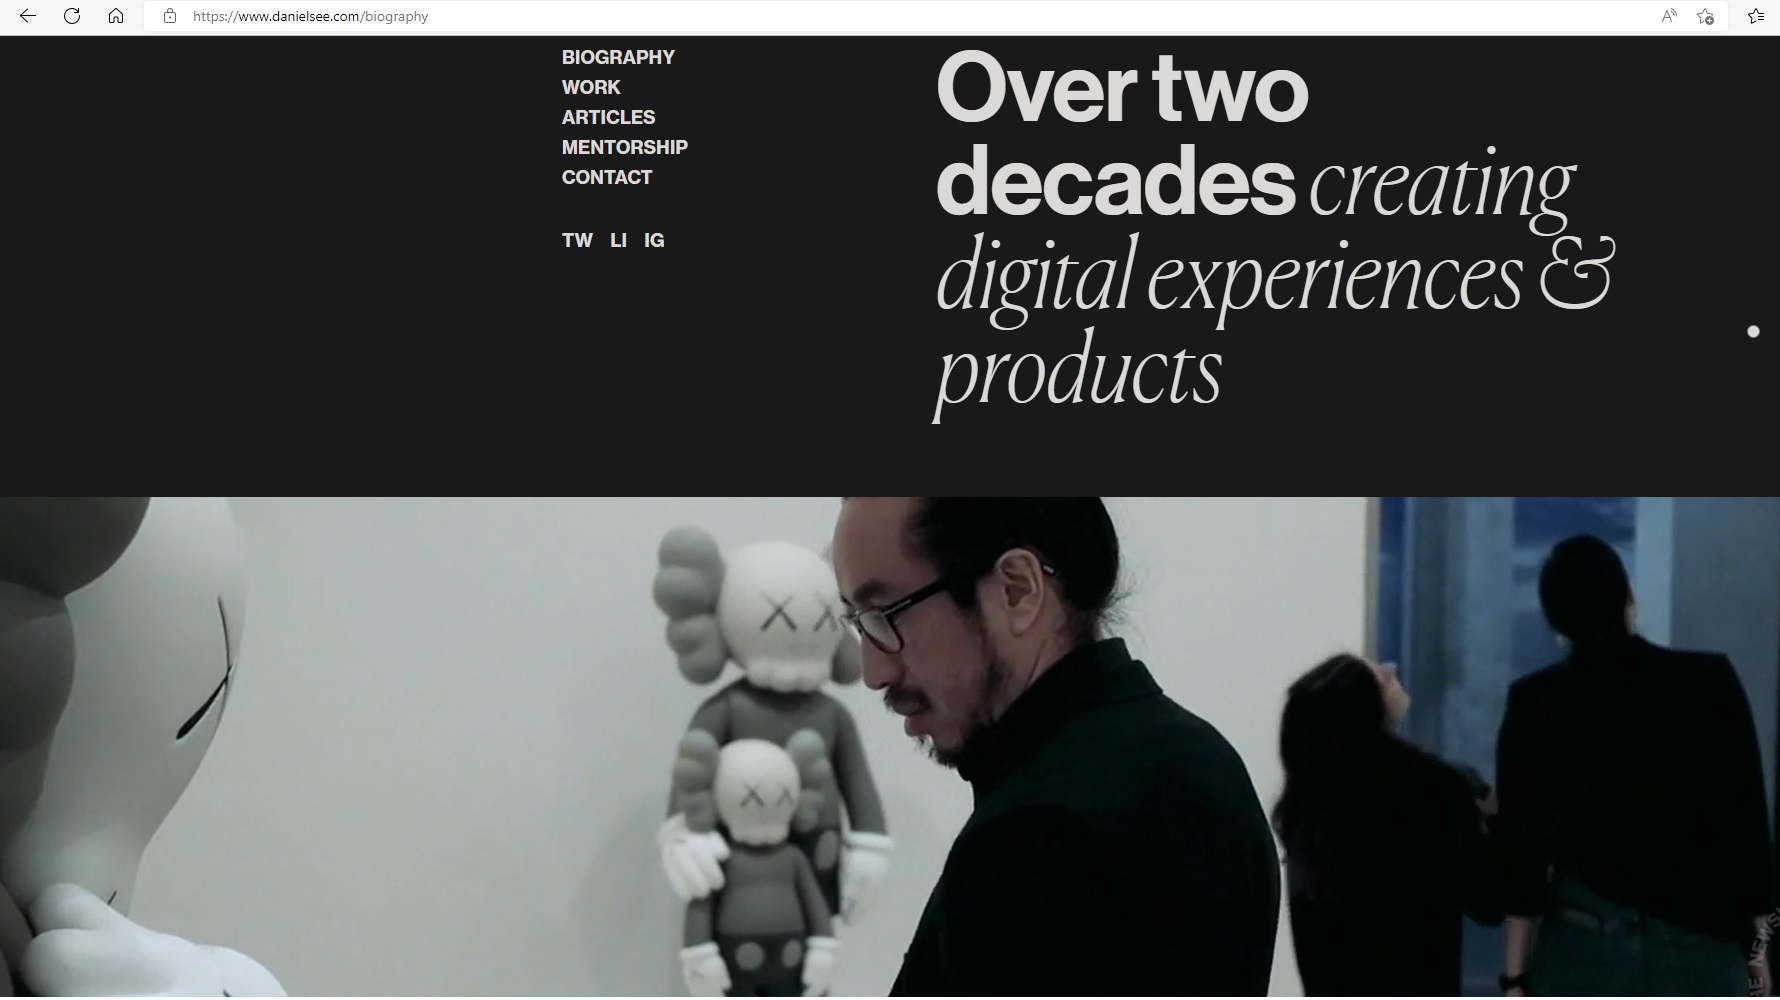 https://www.danielsee.com/biography
BIOGRAPHY
WORK
ARTICLES
MENTORSHIP
CONTACT
TW LI IG
Over two
decades creating
digital experiences &
products